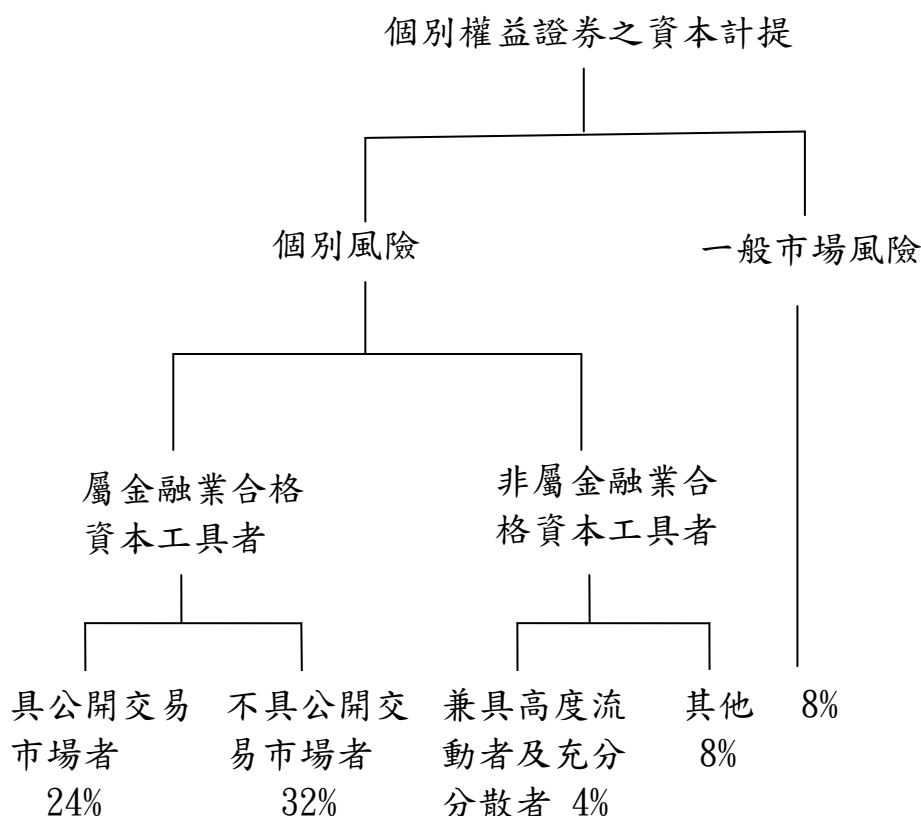 個別權益證券之資本計提
個別風險
一般市場風險
屬金融業合格
資本工具者
非屬金融業合
格資本工具者
具公開交易
市場者
24%
不具公開交
易市場者
32%
兼具高度流
動者及充分
分散者 4%
其他
8%
8%